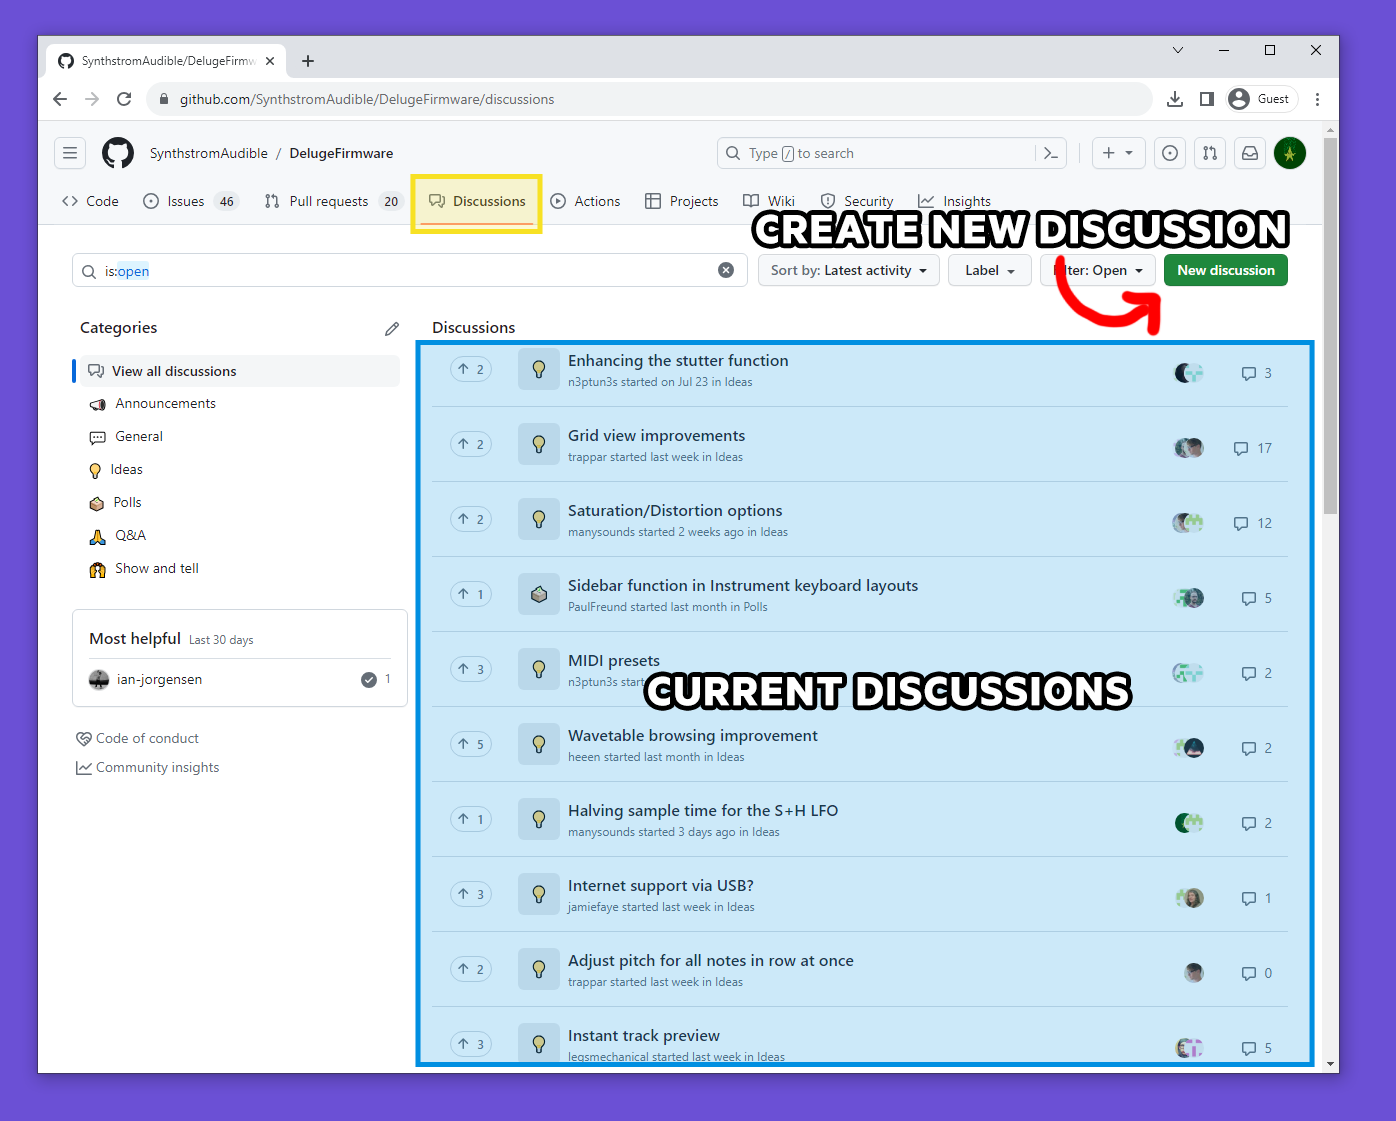 SynthstromAudible/DelugeFirmw
github.com/SynthstromAudible/DelugeFirmware/discussions
Guest
SynthstromAudible / DelugeFirmware
Type / to search
Code
Issues 46
Pull requests 20
Discussions
Actions
Projects
Wiki
Security
Insights
CREATE NEW DISCUSSION
is:open
Sort by: Latest activity
Label
Open
New discussion
Categories
View all discussions
Announcements
General
Ideas
Polls
Q&A
Show and tell
Most helpful Last 30 days
ian-jorgensen 1
Code of conduct
Community insights
Discussions
2 Enhancing the stutter function 3
n3ptun3s started on Jul 23 in Ideas
2 Grid view improvements 17
trappar started last week in Ideas
2 Saturation/Distortion options 12
manysounds started 2 weeks ago in Ideas
1 Sidebar function in Instrument keyboard layouts 5
PaulFreund started last month in Polls
3 MIDI presets 2
n3ptun3s
CURRENT DISCUSSIONS
5 Wavetable browsing improvement 2
heeen started last month in Ideas
1 Halving sample time for the S+H LFO 2
manysounds started 3 days ago in Ideas
3 Internet support via USB? 1
jamiefaye started last week in Ideas
2 Adjust pitch for all notes in row at once 0
trappar started last week in Ideas
3 Instant track preview 5
legsmechanical started last week in Ideas